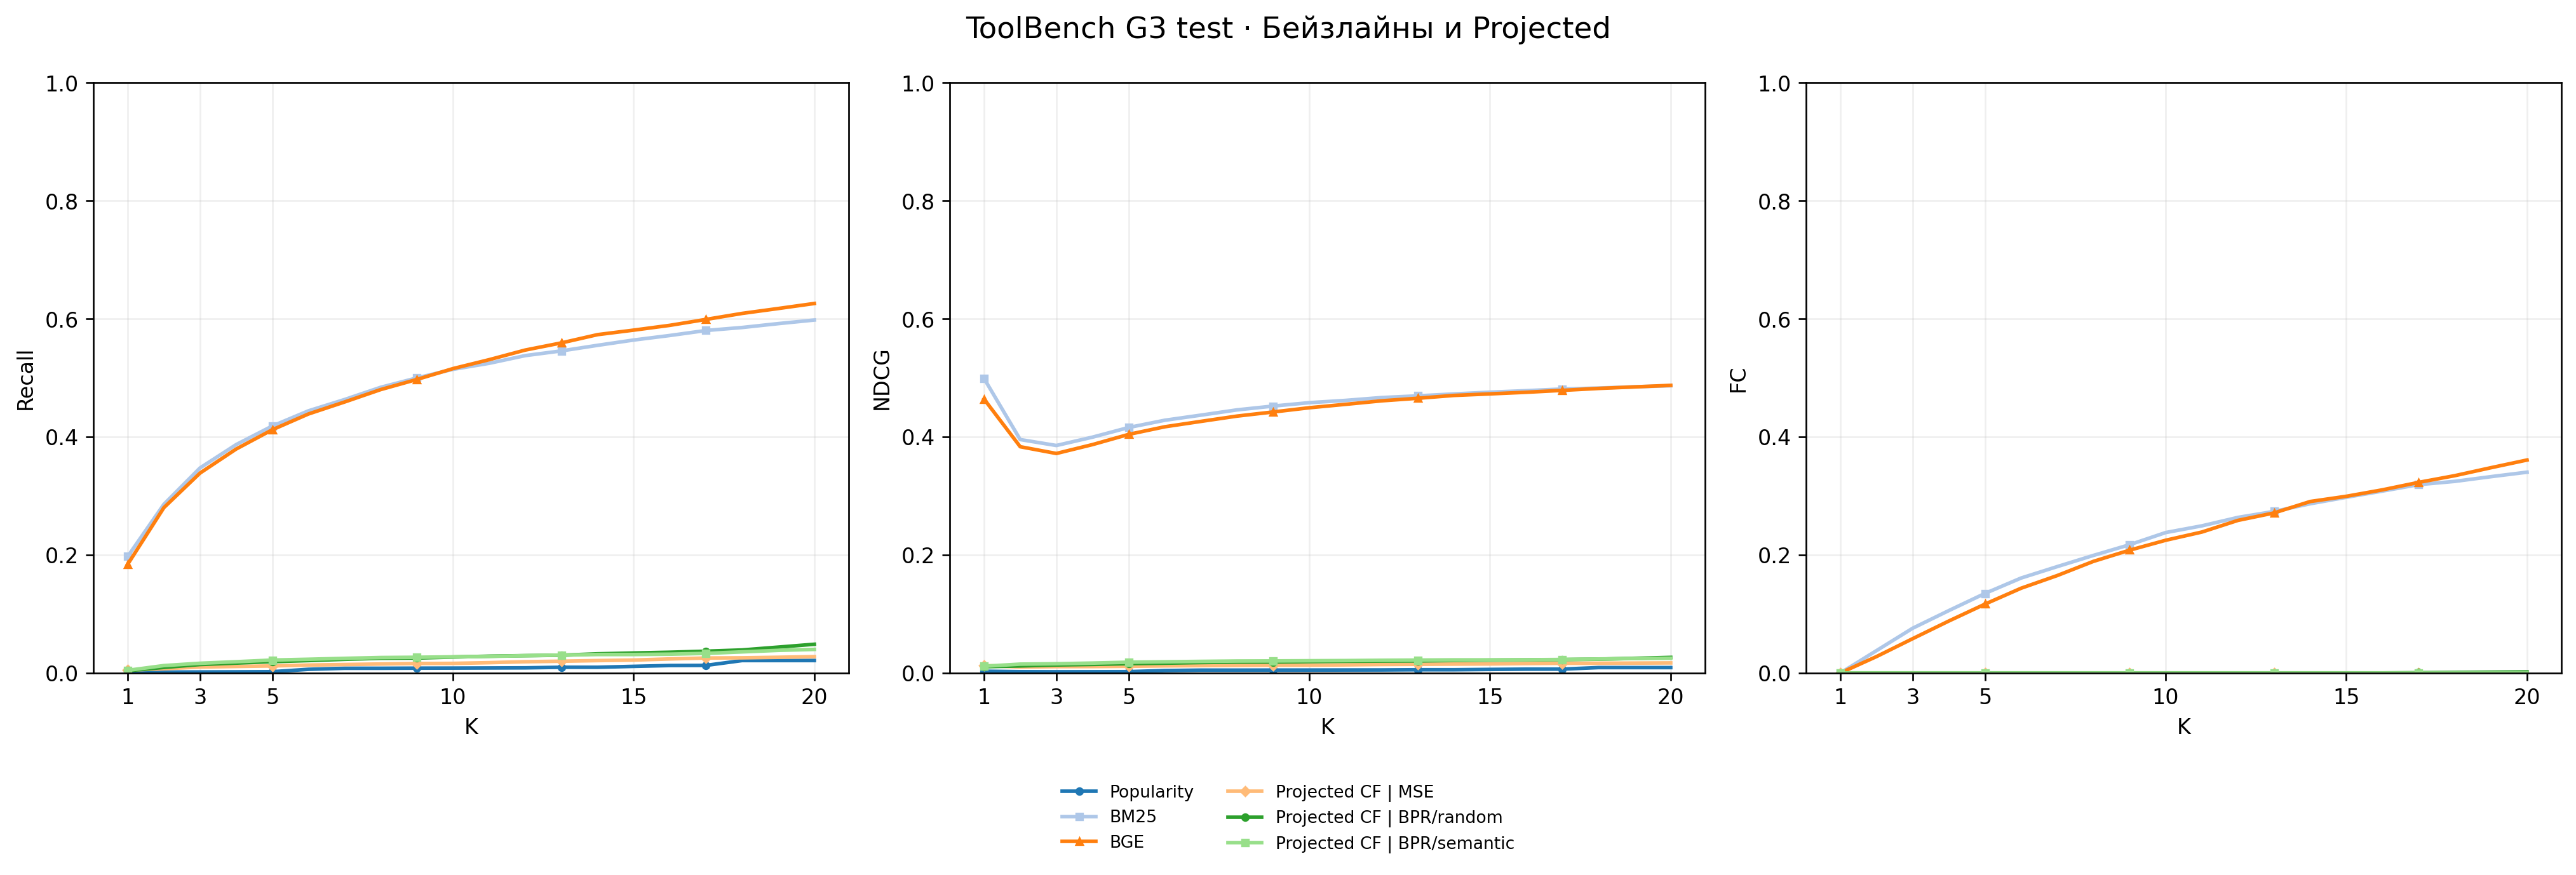 ToolBench G3 test · Бейзлайны и Projected
1.0
0.8
0.6
0.4
0.2
0.0
Recall
1 3 5 10 15 20
K
1.0
0.8
0.6
0.4
0.2
0.0
NDCG
1 3 5 10 15 20
K
1.0
0.8
0.6
0.4
0.2
0.0
FC
1 3 5 10 15 20
K
Popularity
BM25
BGE
Projected CF | MSE
Projected CF | BPR/random
Projected CF | BPR/semantic